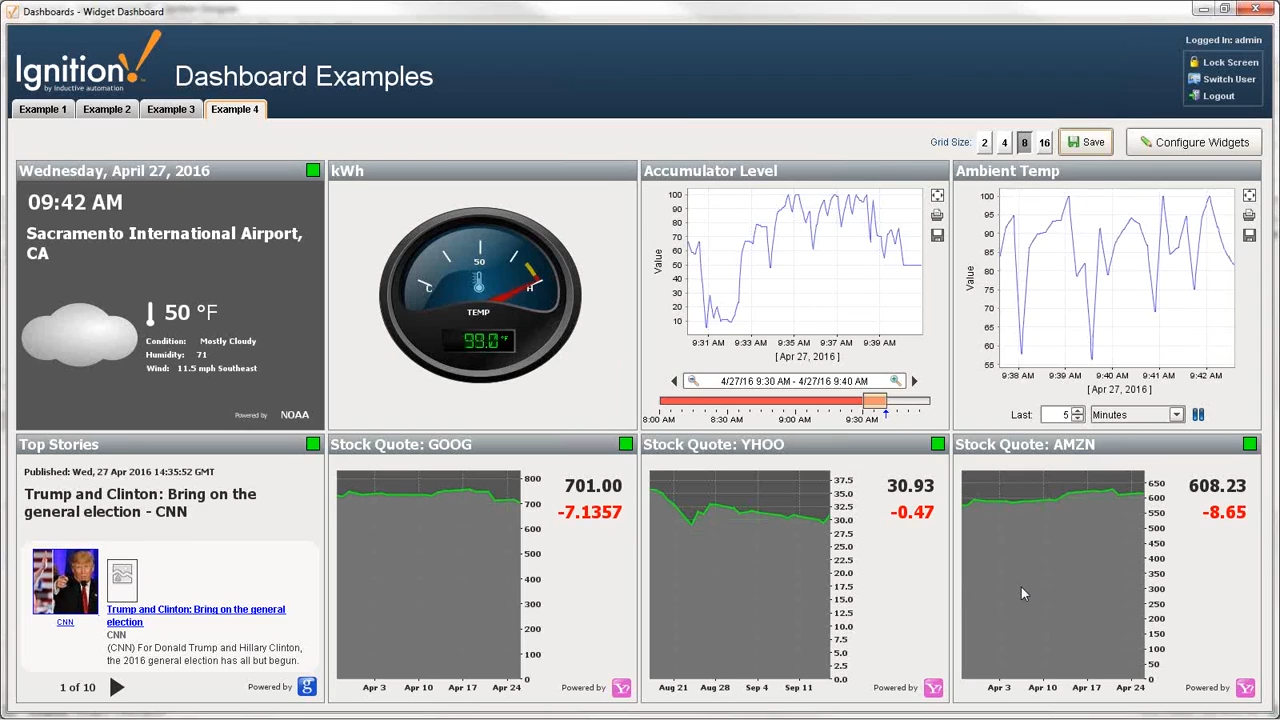 Dashboards - Widget Dashboard
Ignition!
by inductive automation
Dashboard Examples
Logged In: admin
Lock Screen
Switch User
Logout
Example 1
Example 2
Example 3
Example 4
Grid Size: 2 4 8 16
Save
Configure Widgets
Wednesday, April 27, 2016
09:42 AM
Sacramento International Airport,
CA
50 °F
Condition: Mostly Cloudy
Humidity: 71
Wind: 11.5 mph Southeast
Powered by NOAA
kWh
50
C
H
TEMP
99.0 °F
Accumulator Level
100
90
80
70
60
50
40
30
20
10
Value
9:31 AM 9:33 AM 9:35 AM 9:37 AM 9:39 AM
[ Apr 27, 2016 ]
4/27/16 9:30 AM - 4/27/16 9:40 AM
8:00 AM 8:30 AM 9:00 AM 9:30 AM
Ambient Temp
100
95
90
85
80
75
70
65
60
55
Value
9:38 AM 9:39 AM 9:40 AM 9:41 AM 9:42 AM
[ Apr 27, 2016 ]
Last: 5 Minutes
Top Stories
Published: Wed, 27 Apr 2016 14:35:52 GMT
Trump and Clinton: Bring on the
general election - CNN
CNN
Trump and Clinton: Bring on the general
election
CNN
(CNN) For Donald Trump and Hillary Clinton,
the 2016 general election has all but begun.
1 of 10
Powered by g
Stock Quote: GOOG
800
700
600
500
400
300
200
100
0
701.00
-7.1357
Apr 3 Apr 10 Apr 17 Apr 24
Powered by Y!
Stock Quote: YHOO
37.5
35.0
32.5
30.0
27.5
25.0
22.5
20.0
17.5
15.0
12.5
10.0
7.5
5.0
2.5
0.0
30.93
-0.47
Aug 21 Aug 28 Sep 4 Sep 11
Powered by Y!
Stock Quote: AMZN
650
600
550
500
450
400
350
300
250
200
150
100
50
0
608.23
-8.65
Apr 3 Apr 10 Apr 17 Apr 24
Powered by Y!